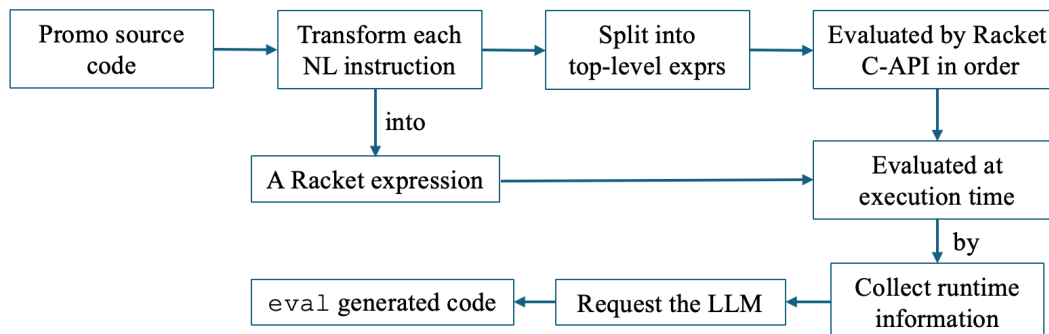 Promo source
code
Transform each
NL instruction
Split into
top-level exprs
Evaluated by Racket
C-API in order
into
A Racket expression
Evaluated at
execution time
by
eval generated code
Request the LLM
Collect runtime
information